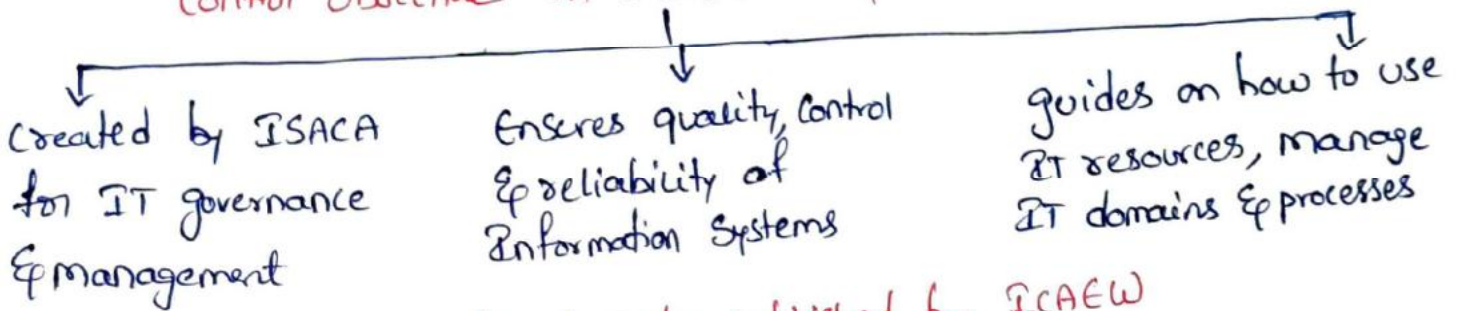 Created by ISACA
for IT governance
& management
Ensures quality, Control
& reliability of
Information Systems
guides on how to use
IT resources, manage
IT domains & processes
ICAEW